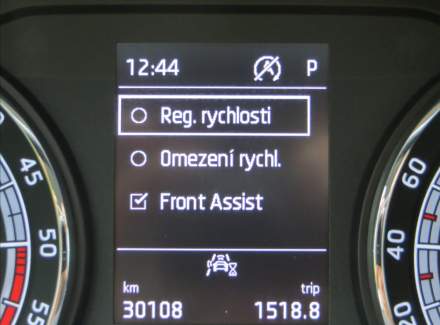 12:44 P
Reg. rychlosti
Omezení rychl.
Front Assist
km trip
30108 1518.8
45
50
55
60
40
20